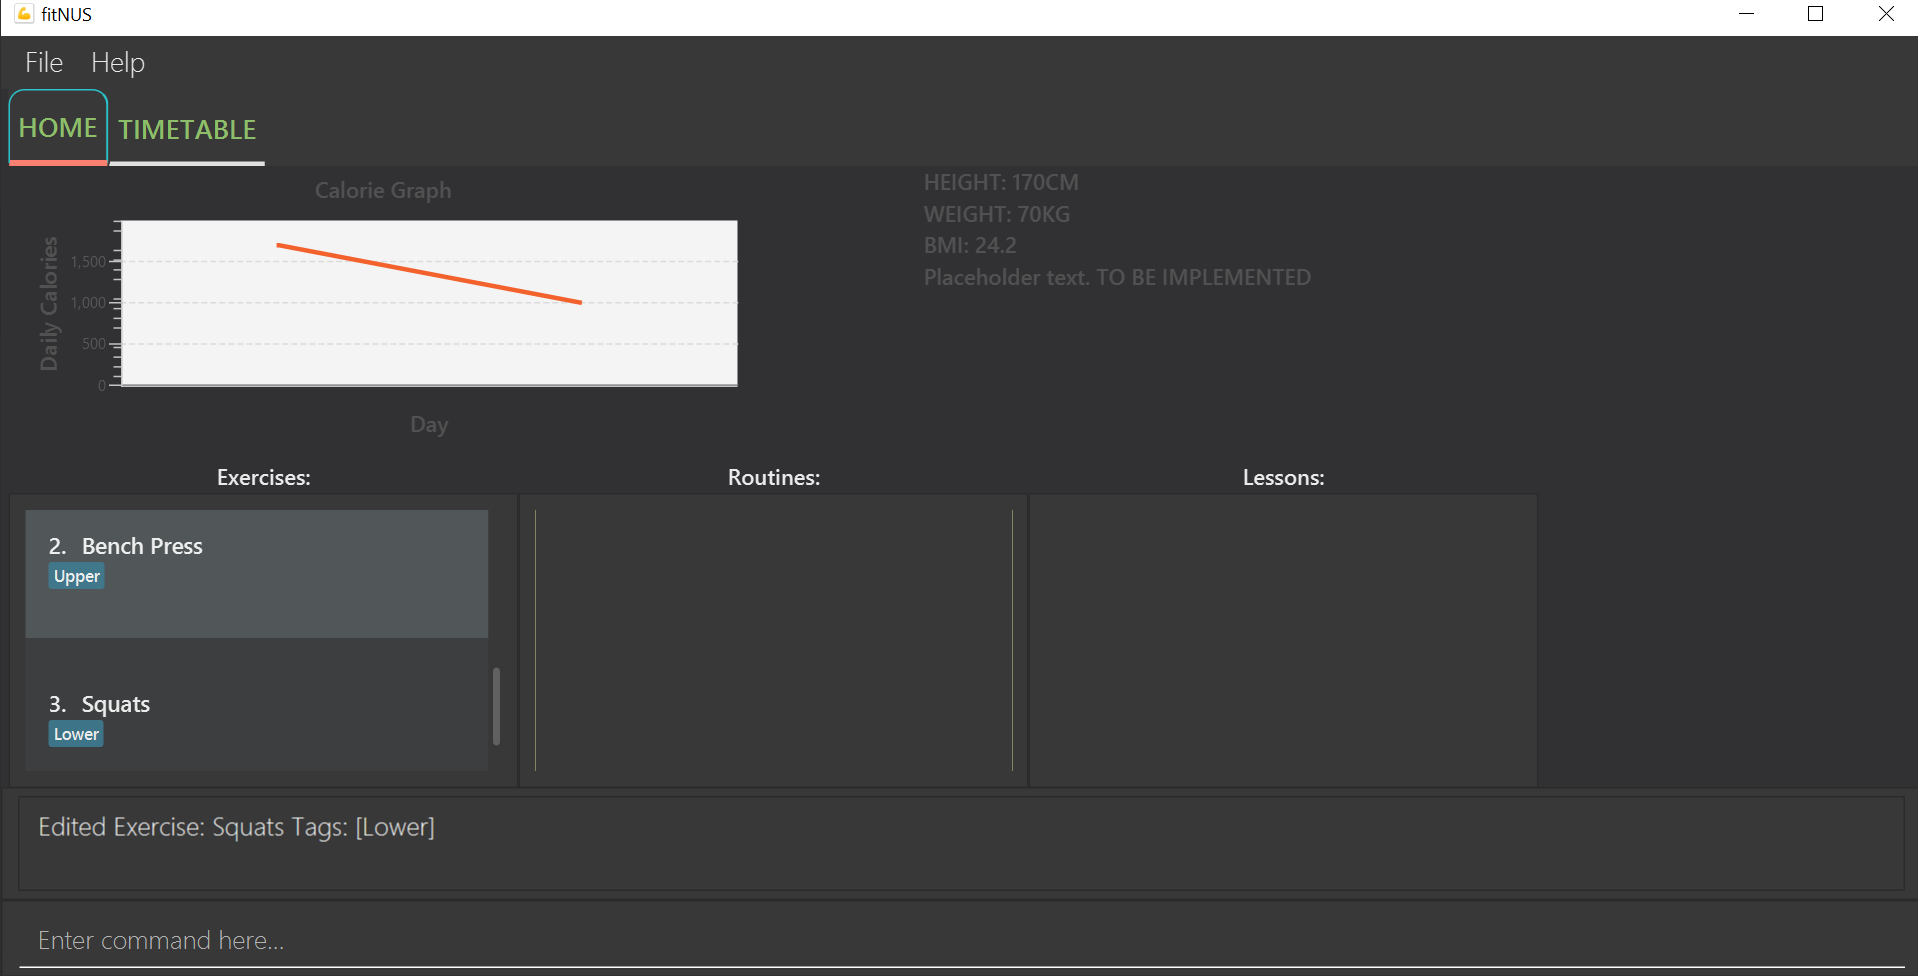 fitNUS
File Help
HOME TIMETABLE
Calorie Graph
Daily Calories
1,500
1,000
500
0
Day
HEIGHT: 170CM
WEIGHT: 70KG
BMI: 24.2
Placeholder text. TO BE IMPLEMENTED
Exercises:
2. Bench Press
Upper
3. Squats
Lower
Routines:
Lessons:
Edited Exercise: Squats Tags: [Lower]
Enter command here...